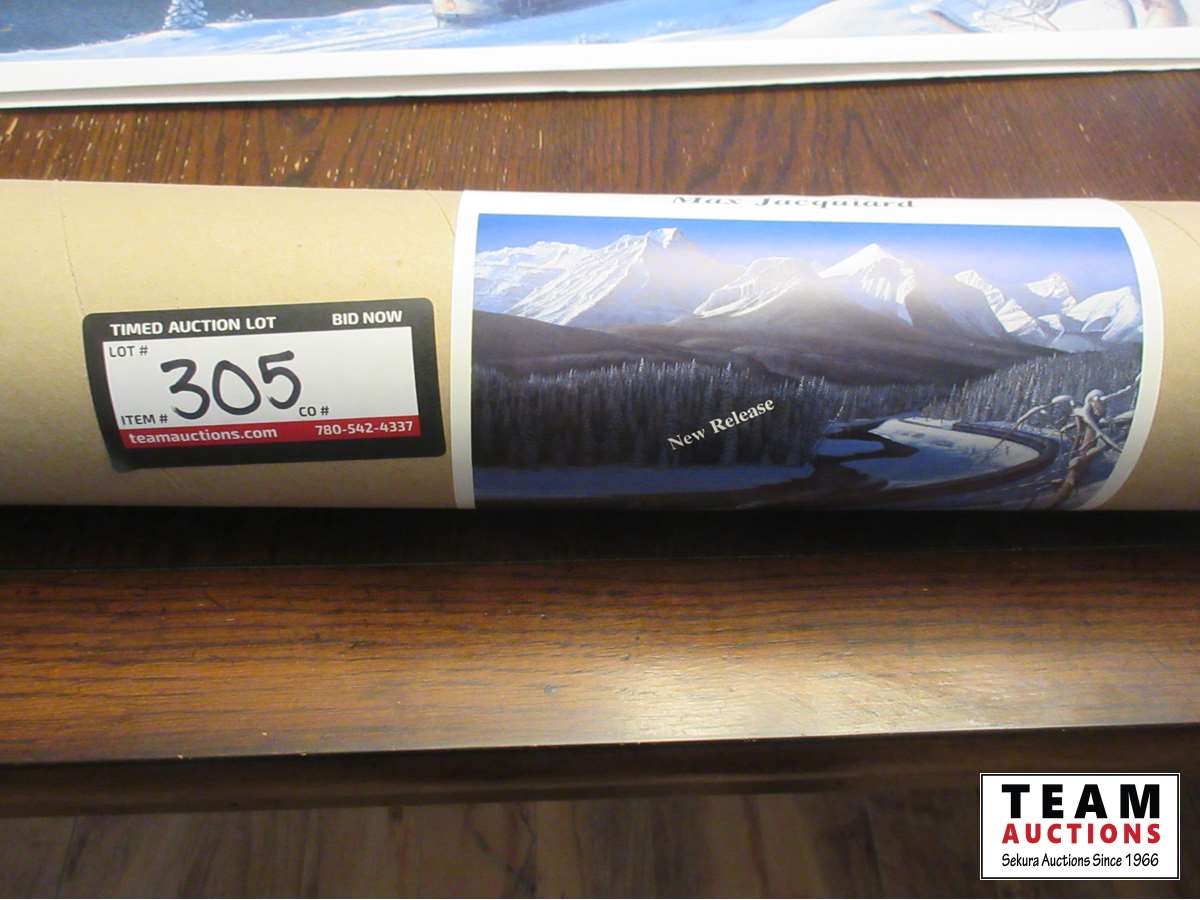 Max Jacquiard
TIMED AUCTION LOT BID NOW
LOT #
305
ITEM # CO #
teamauctions.com 780-542-4337
New Release
TEAM
AUCTIONS
Sekura Auctions Since 1966